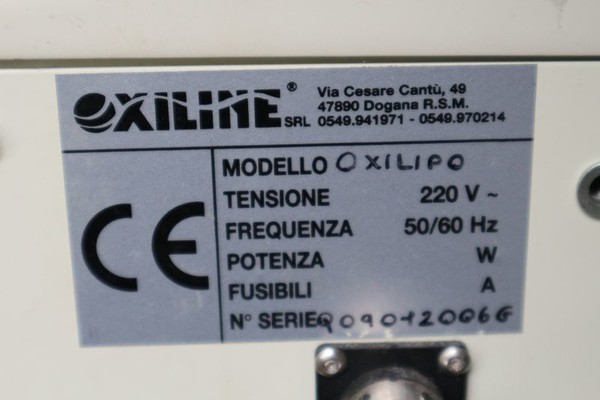 OXILINE® SRL
Via Cesare Cantù, 49
47890 Dogana R.S.M.
0549.941971 - 0549.970214
CE
MODELLO OXILIPO
TENSIONE 220 V ~
FREQUENZA 50/60 Hz
POTENZA W
FUSIBILI A
N° SERIE